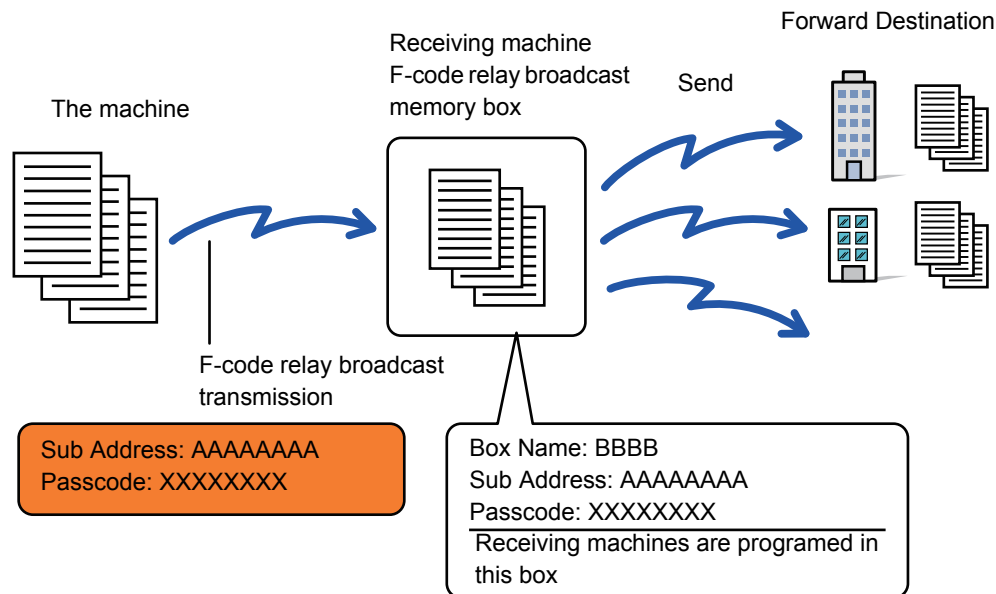 Forward Destination
Receiving machine
F-code relay broadcast
memory box
Send
The machine
F-code relay broadcast
transmission
Sub Address: AAAAAAAA
Passcode: XXXXXXXX
Box Name: BBBB
Sub Address: AAAAAAAA
Passcode: XXXXXXXX
Receiving machines are programed in
this box